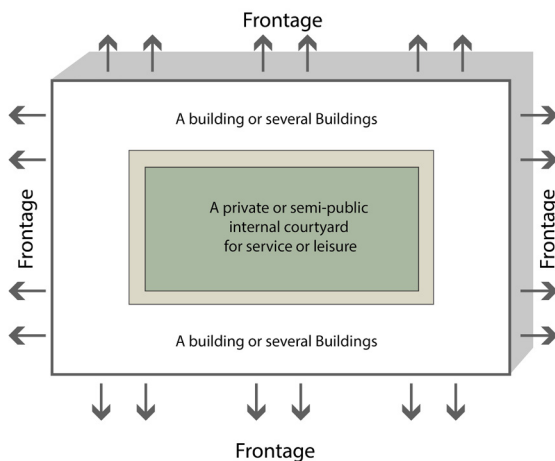 Frontage
A building or several Buildings
Frontage
A private or semi-public
internal courtyard
for service or leisure
Frontage
A building or several Buildings
Frontage